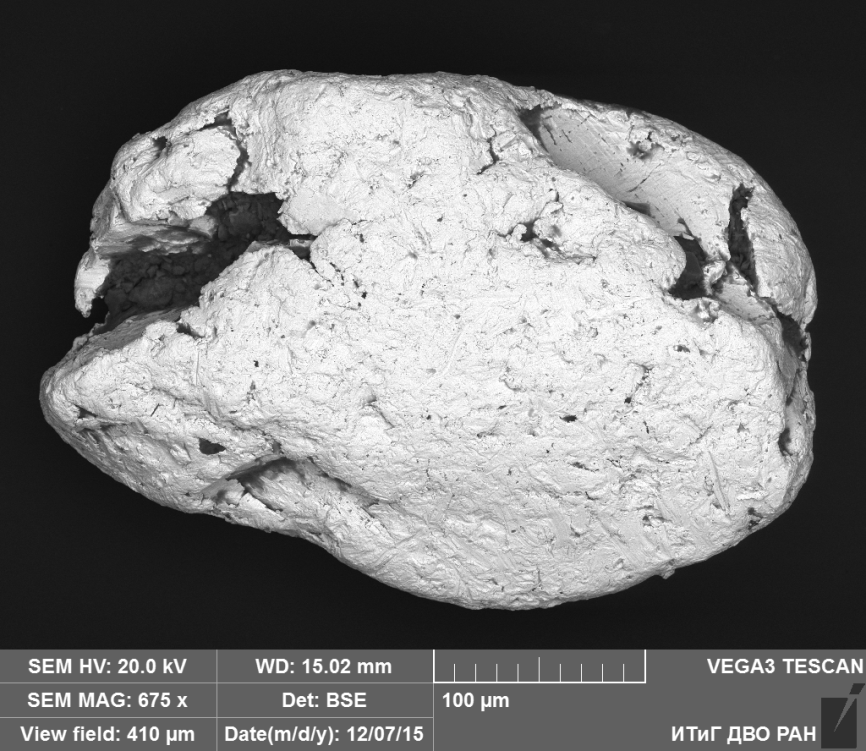 SEM HV: 20.0 kV
WD: 15.02 mm
VEGA3 TESCAN
SEM MAG: 675 x
Det: BSE
100 µm
View field: 410 µm
Date(m/d/y): 12/07/15
ИТиГ ДВО РАН